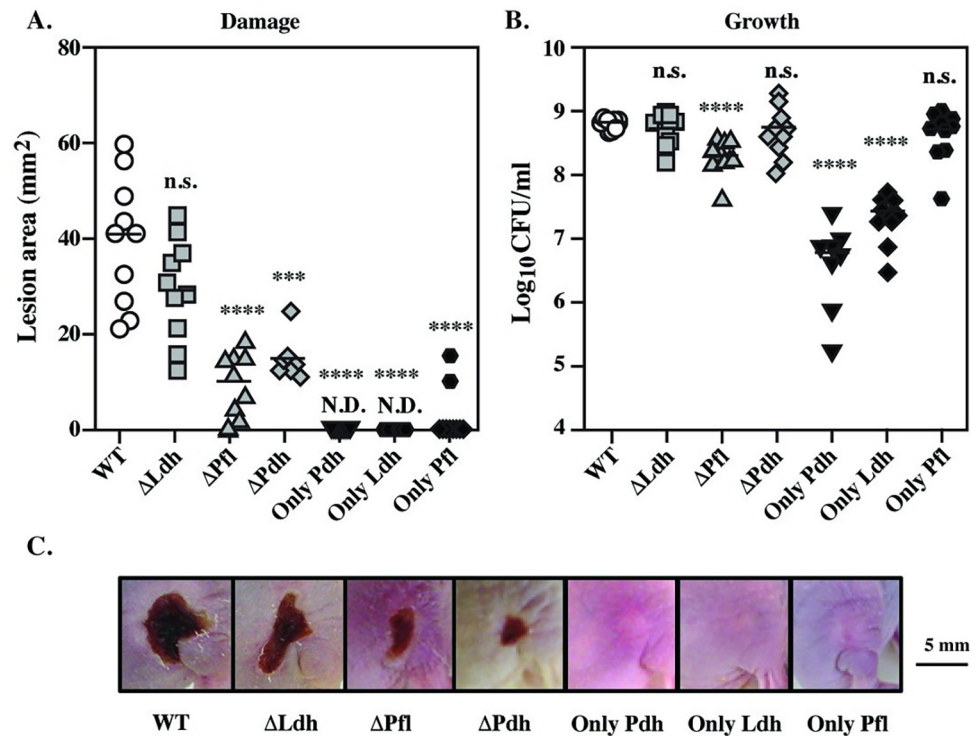 A.
Damage
Lesion area (mm2)
80
60
40
20
0
n.s.
****
***
****
****
****
N.D.
N.D.
WT
ΔLdh
ΔPfl
ΔPdh
Only Pdh
Only Ldh
Only Pfl
B.
Growth
Log10CFU/ml
10
9
8
7
6
5
4
n.s.
****
n.s.
****
****
n.s.
WT
ΔLdh
ΔPfl
ΔPdh
Only Pdh
Only Ldh
Only Pfl
C.
5 mm
WT
ΔLdh
ΔPfl
ΔPdh
Only Pdh
Only Ldh
Only Pfl